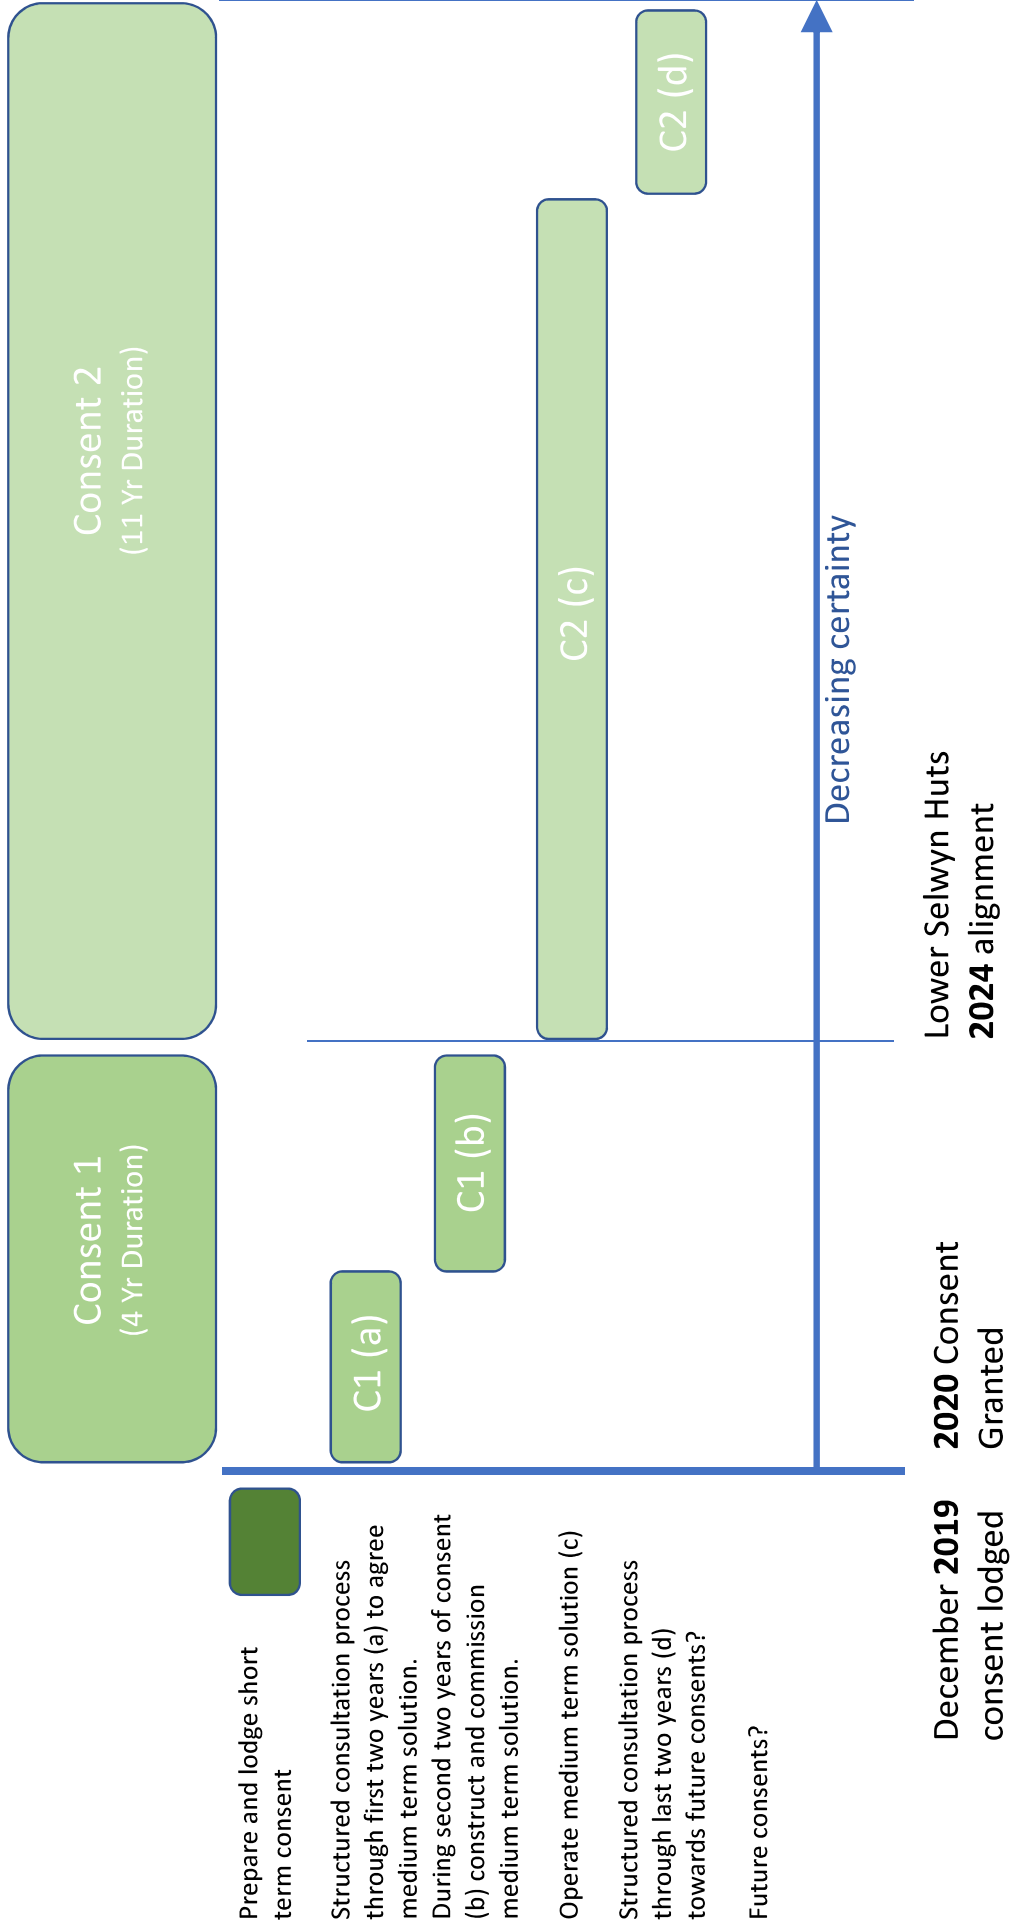 Consent 1
(4 Yr Duration)
Consent 2
(11 Yr Duration)
Prepare and lodge short
term consent
Structured consultation process
through first two years (a) to agree
medium term solution.
C1 (a)
During second two years of consent
(b) construct and commission
medium term solution.
C1 (b)
Operate medium term solution (c)
C2 (c)
Structured consultation process
through last two years (d)
towards future consents?
C2 (d)
Future consents?
Decreasing certainty
December 2019
consent lodged
2020 Consent
Granted
Lower Selwyn Huts
2024 alignment